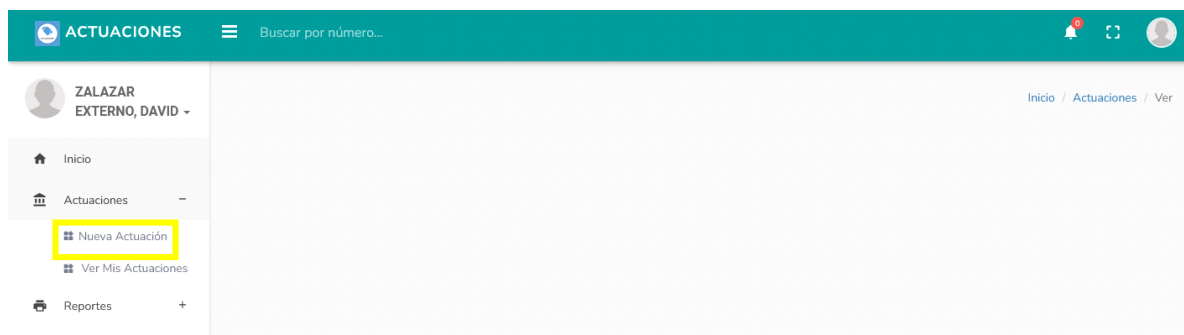 ACTUACIONES
Buscar por número...
0
ZALAZAR
EXTERNO, DAVID
Inicio / Actuaciones / Ver
Inicio
Actuaciones −
Nueva Actuación
Ver Mis Actuaciones
Reportes +